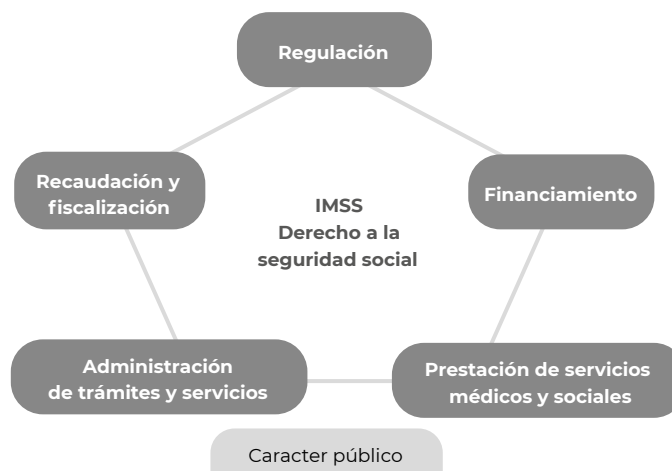 Regulación
Recaudación y
fiscalización
IMSS
Derecho a la
seguridad social
Financiamiento
Administración
de trámites y servicios
Prestación de servicios
médicos y sociales
Caracter público